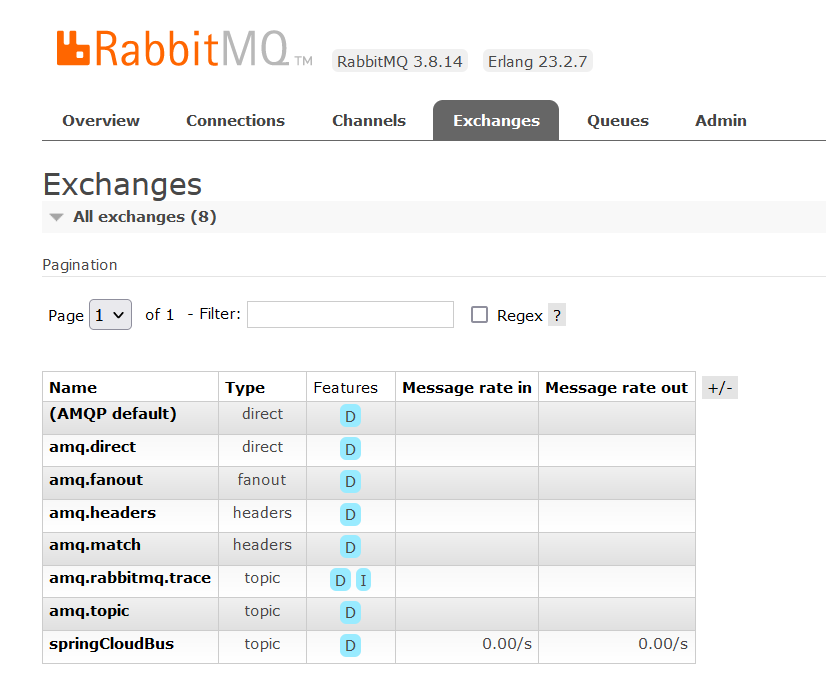 RabbitMQ TM RabbitMQ 3.8.14 Erlang 23.2.7
Overview Connections Channels Exchanges Queues Admin
Exchanges
All exchanges (8)
Pagination
Page 1 of 1 - Filter: Regex ?
Name Type Features Message rate in Message rate out +/-
(AMQP default) direct D
amq.direct direct D
amq.fanout fanout D
amq.headers headers D
amq.match headers D
amq.rabbitmq.trace topic D I
amq.topic topic D
springCloudBus topic D 0.00/s 0.00/s